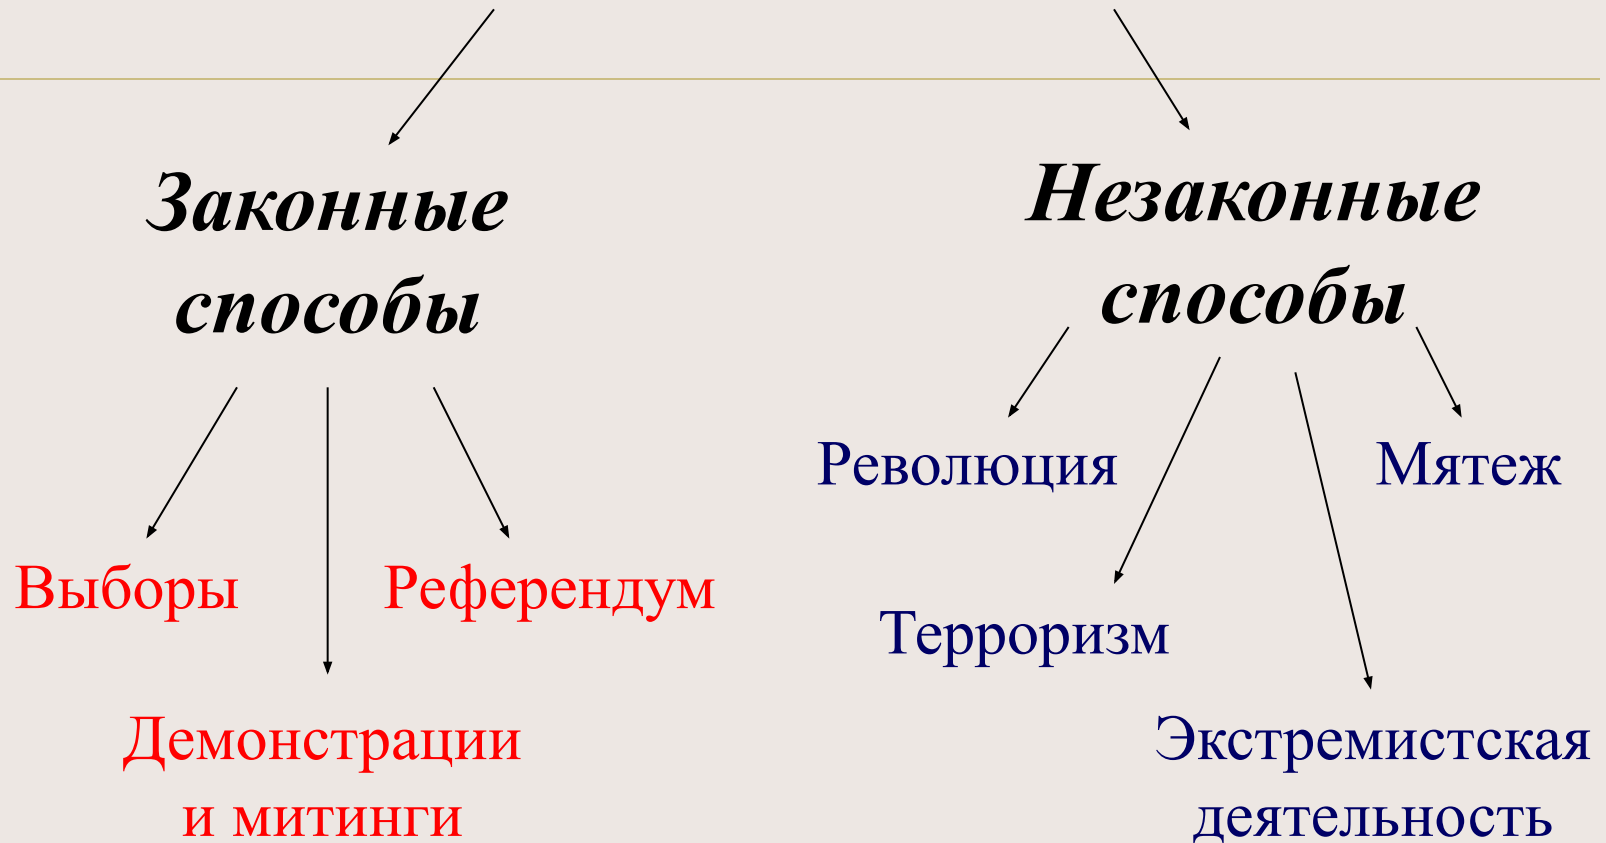 Законные
способы
Незаконные
способы
Выборы
Референдум
Демонстрации
и митинги
Революция
Мятеж
Терроризм
Экстремистская
деятельность